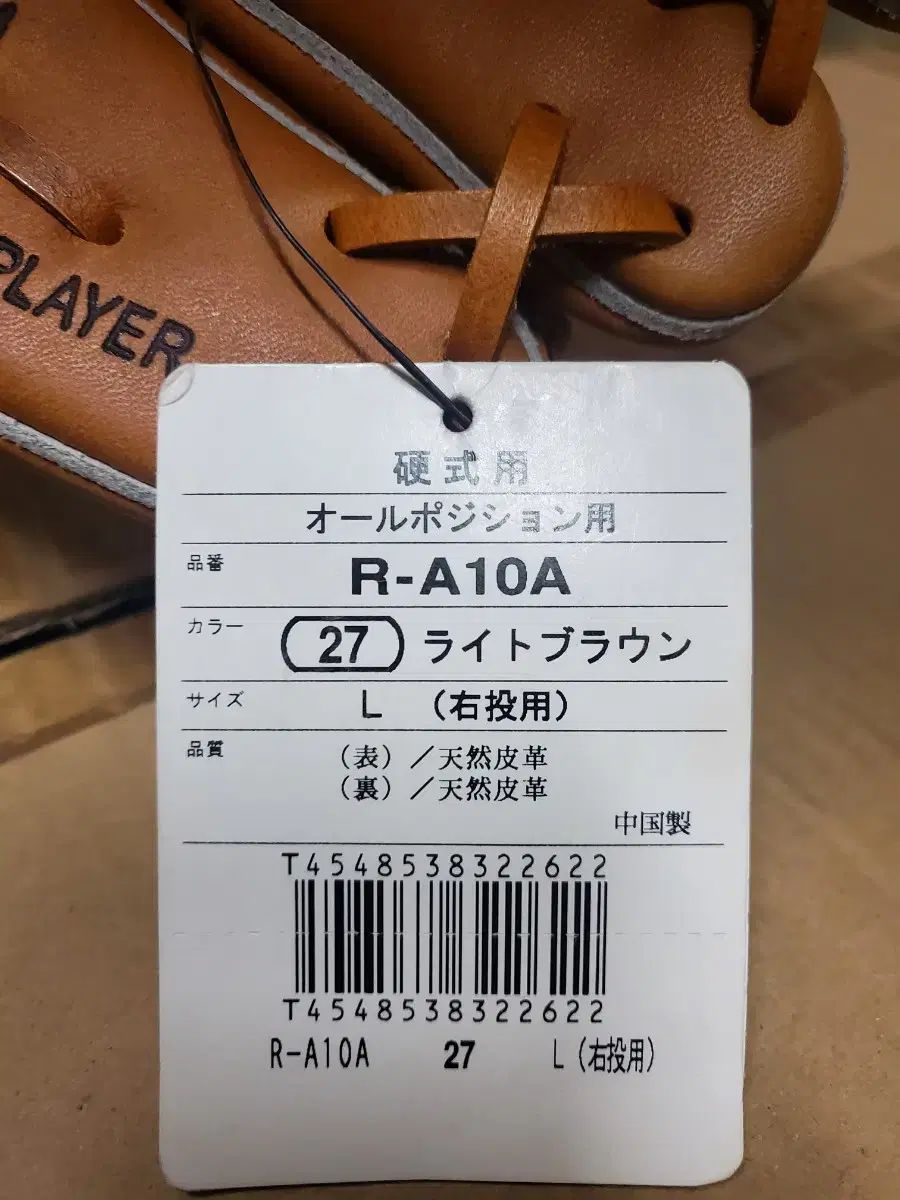 PLAYER
硬式用
オールポジション用
品番 R-A10A
カラー 27 ライトブラウン
サイズ L (右投用)
品質 (表)/天然皮革
(裏)/天然皮革
中国製
T4548538322622
T4548538322622
R-A10A 27 L(右投用)